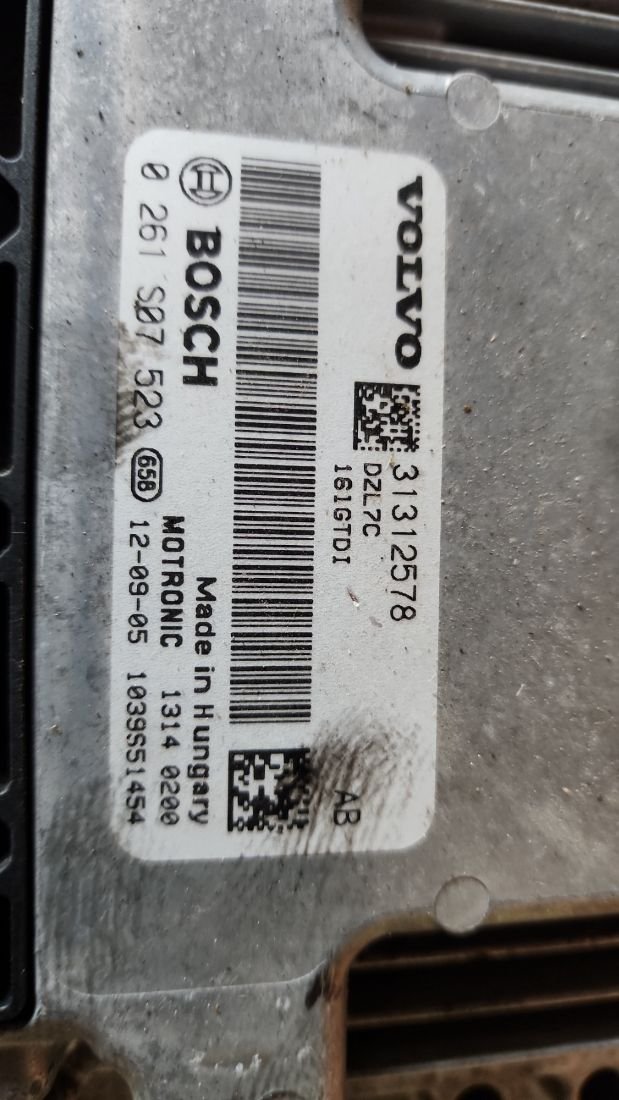 VOLVO
31312578
DZL7C
161GTDI
AB
BOSCH
Made in Hungary
MOTRONIC 1314 0200
0 261 S07 523 658 12-09-05 1039S51454